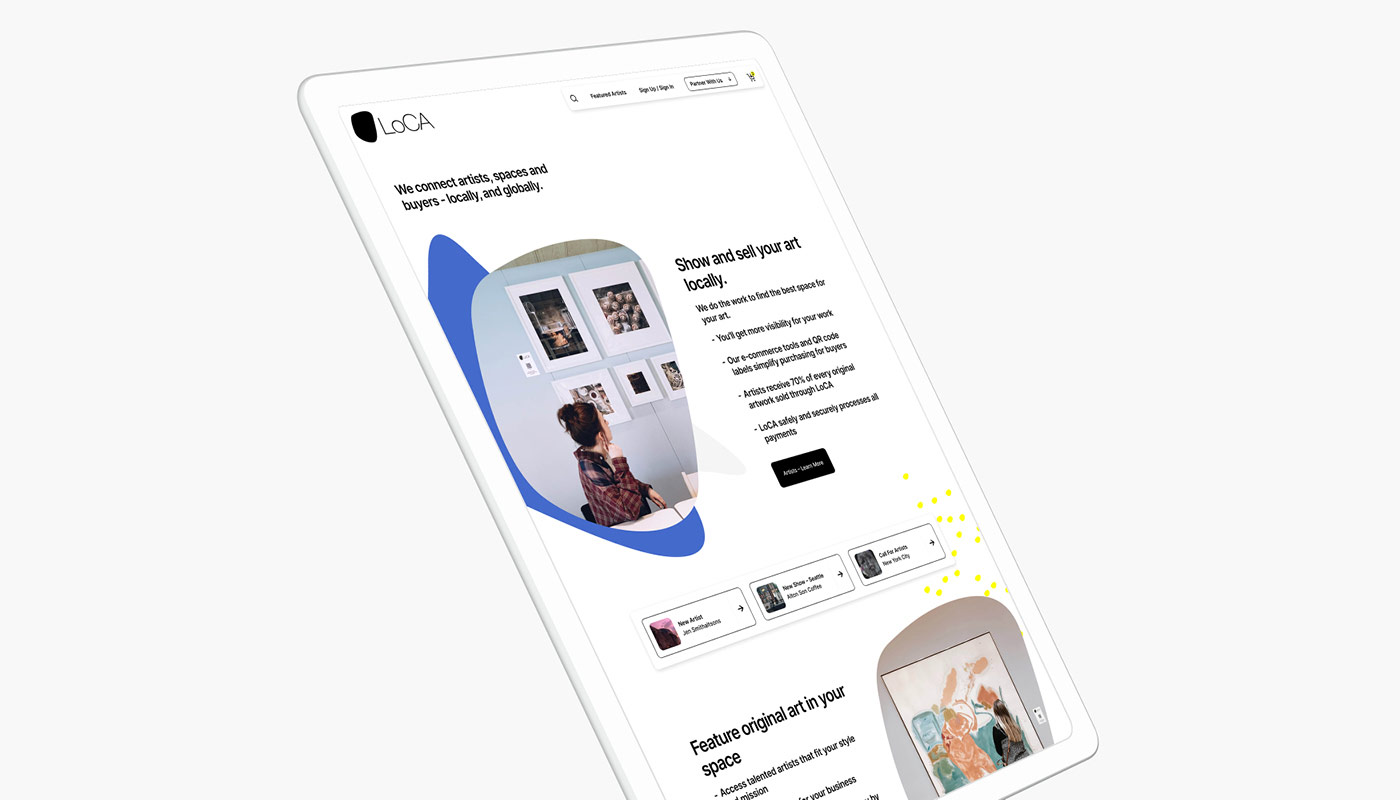 LoCA
Featured Artists
Sign Up / Sign In
Partner With Us
We connect artists, spaces and
buyers - locally, and globally.
Show and sell your art
locally.
We do the work to find the best space for
your art.
- You'll get more visibility for your work
- Our e-commerce tools and QR code
labels simplify purchasing for buyers
- Artists receive 70% of every original
artwork sold through LoCA
- LoCA safely and securely processes all
payments
Artists - Learn More
New Artist
Jen Smithaltsons
New Show - Seattle
Alton Son Coffee
Call For Artists
New York City
Feature original art in your
space
- Access talented artists that fit your style
mission
for your business
by